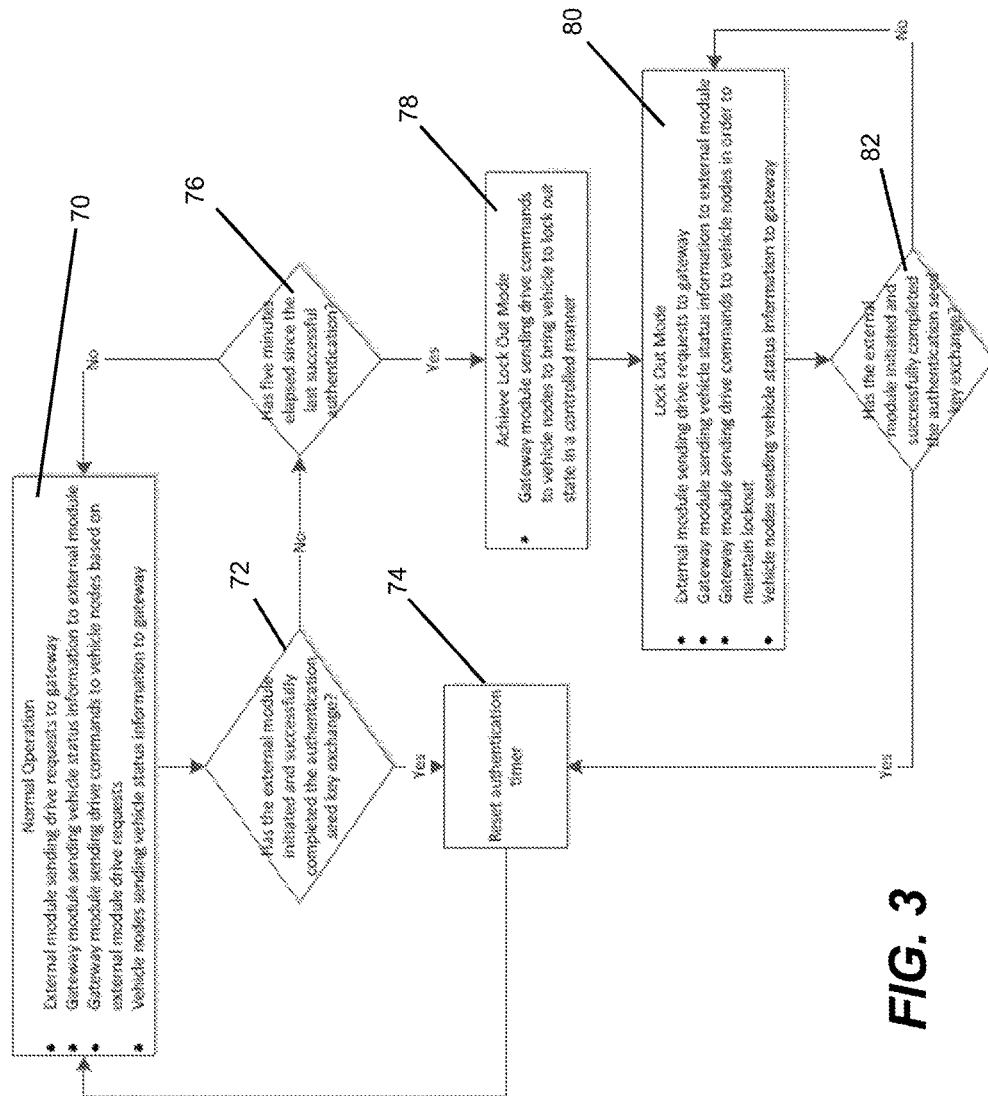 70
Normal Operation
• External module sending drive requests to gateway
• Gateway module sending vehicle status information to external module
• Gateway module sending drive commands to vehicle nodes based on
external module drive requests
• Vehicle nodes sending vehicle status information to gateway
72
Has the external module
initiated and successfully
completed the authentication
seed key exchange?
No
Yes
74
Reset authentication
timer
76
Has five minutes
elapsed since the
last successful
authentication?
No
Yes
78
Achieve Lock Out Mode
• Gateway module sending drive commands
to vehicle nodes to bring vehicle to lock out
state in a controlled manner
80
Lock Out Mode
• External module sending drive requests to gateway
• Gateway module sending vehicle status information to external module
• Gateway module sending drive commands to vehicle nodes in order to
maintain lockout
• Vehicle nodes sending vehicle status information to gateway
82
Has the external
module initiated and
successfully completed
the authentication seed
key exchange?
No
Yes
FIG. 3